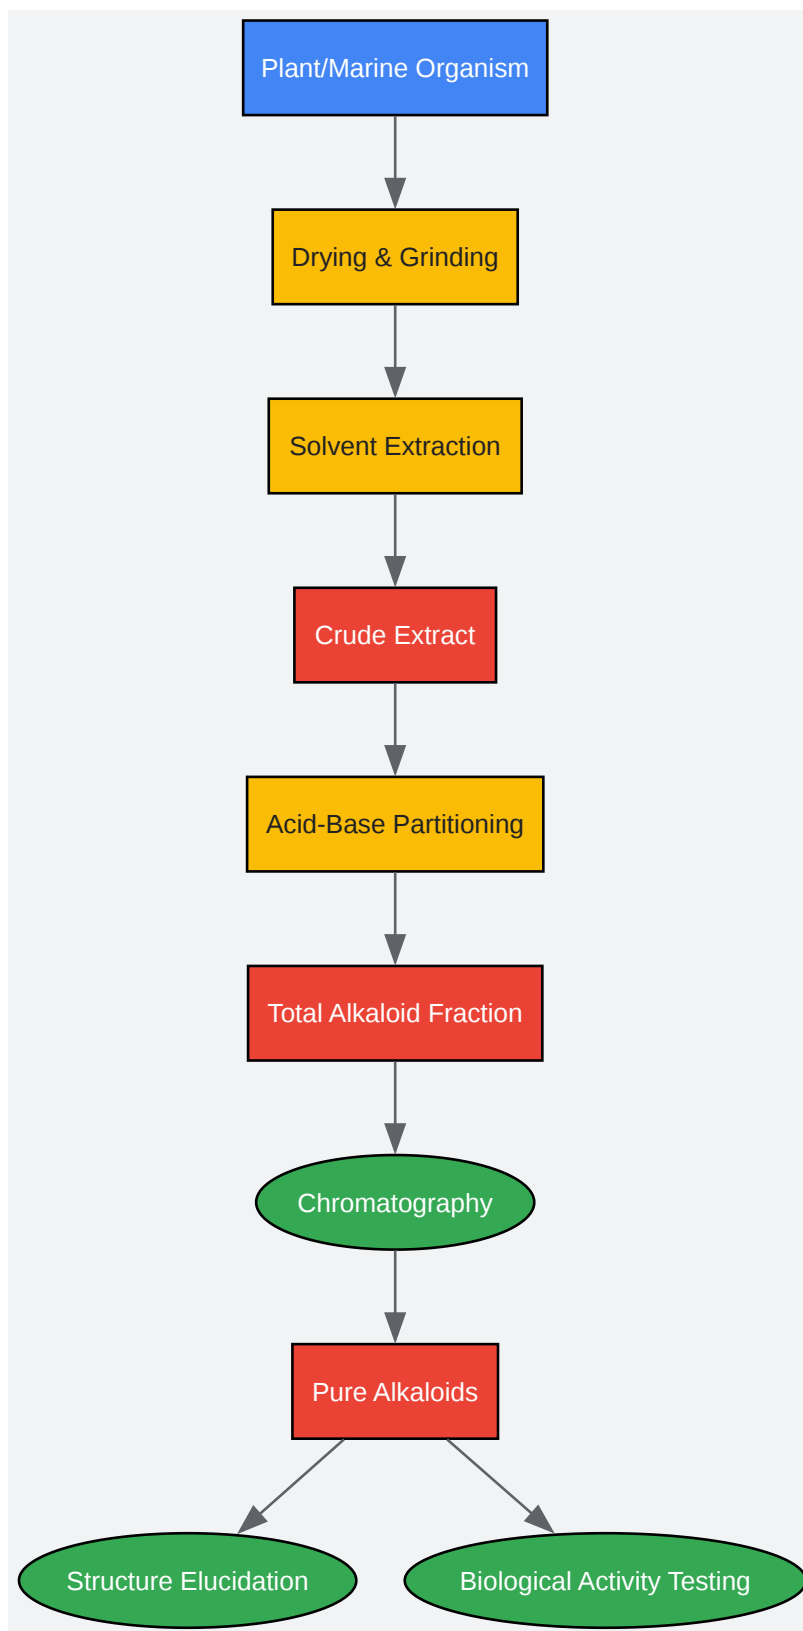 Plant/Marine Organism
Drying & Grinding
Solvent Extraction
Crude Extract
Acid-Base Partitioning
Total Alkaloid Fraction
Chromatography
Pure Alkaloids
Structure Elucidation
Biological Activity Testing